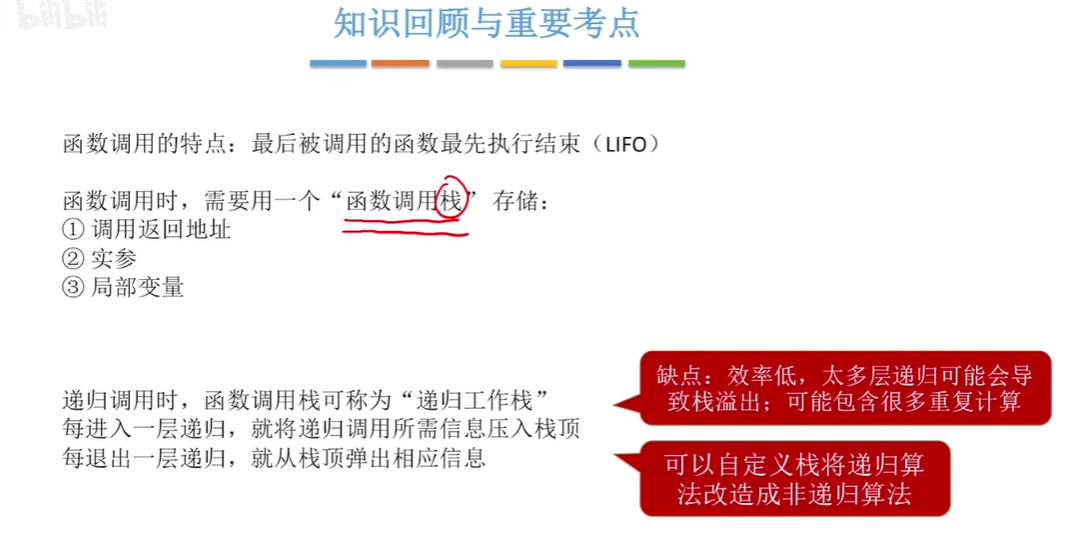 bilibili
知识回顾与重要考点
函数调用的特点：最后被调用的函数最先执行结束（LIFO）
函数调用时，需要用一个“函数调用栈”存储：
① 调用返回地址
② 实参
③ 局部变量
递归调用时，函数调用栈可称为“递归工作栈”
每进入一层递归，就将递归调用所需信息压入栈顶
每退出一层递归，就从栈顶弹出相应信息
缺点：效率低，太多层递归可能会导
致栈溢出；可能包含很多重复计算
可以自定义栈将递归算
法改造成非递归算法